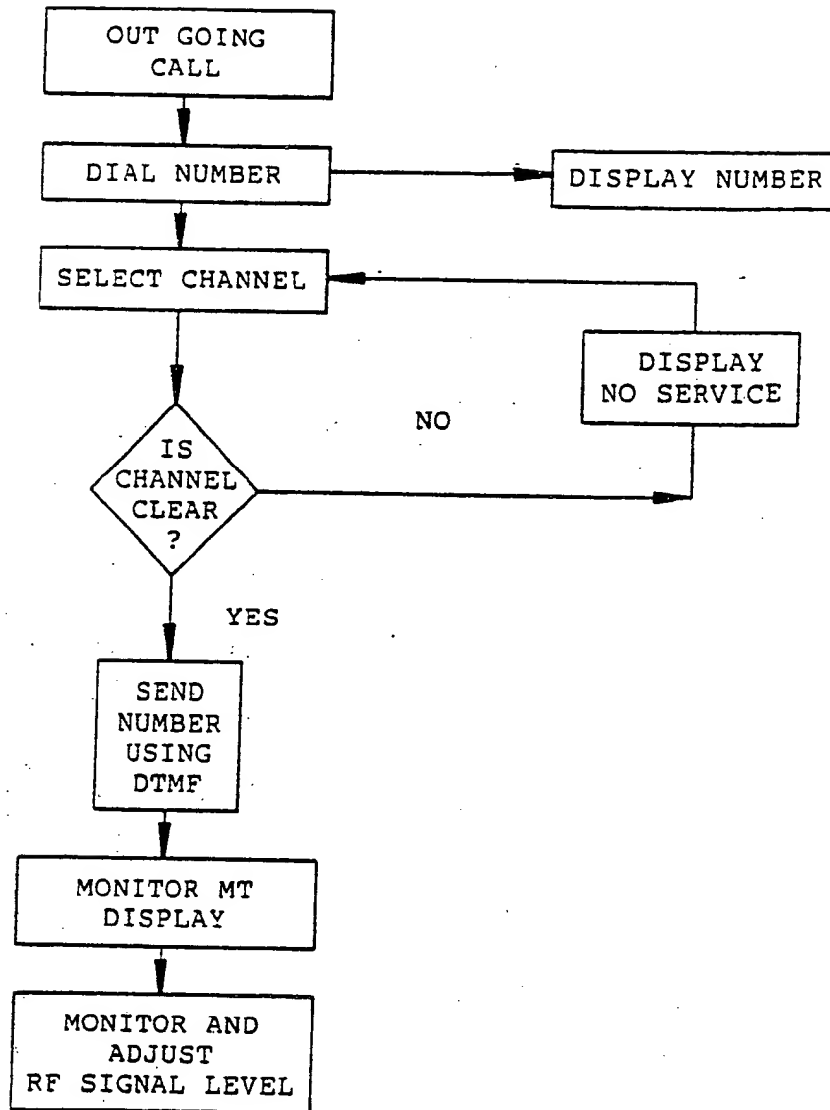 OUT GOING
CALL
DIAL NUMBER
DISPLAY NUMBER
SELECT CHANNEL
DISPLAY
NO SERVICE
NO
IS
CHANNEL
CLEAR
?
YES
SEND
NUMBER
USING
DTMF
MONITOR MT
DISPLAY
MONITOR AND
ADJUST
RF SIGNAL LEVEL